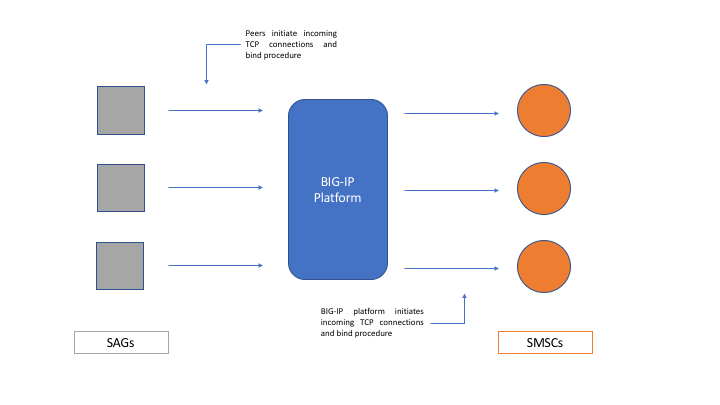 Peers initiate incoming
TCP connections and
bind procedure
BIG-IP
Platform
BIG-IP platform initiates
incoming TCP connections
and bind procedure
SAGs
SMSCs